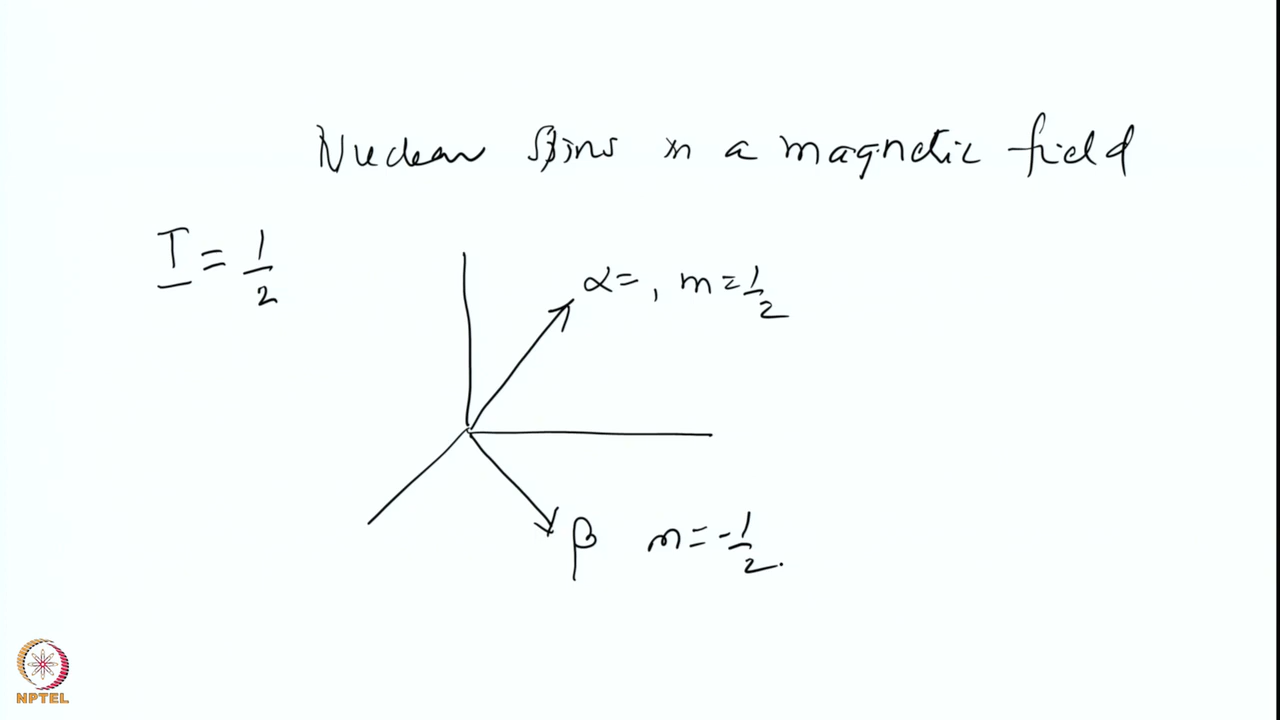 Nuclear spins in a magnetic field
I = 1/2
α = , m = 1/2
β m = -1/2.
NPTEL